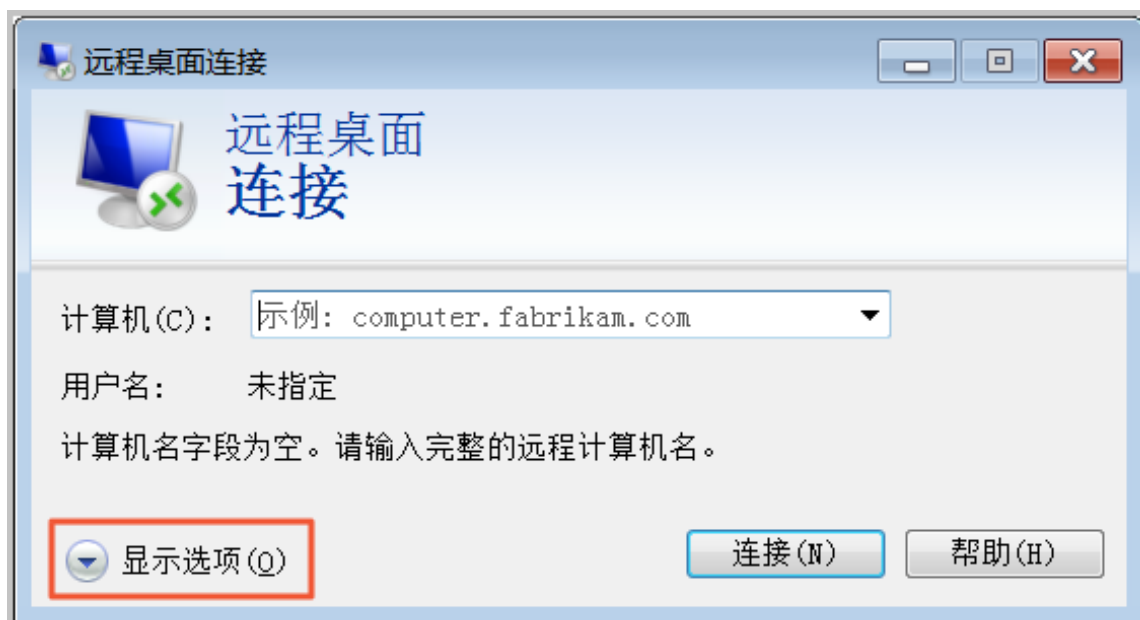 远程桌面连接
远程桌面
连接
计算机(C): 示例: computer.fabrikam.com
用户名: 未指定
计算机名字段为空。请输入完整的远程计算机名。
显示选项(O) 连接(N) 帮助(H)